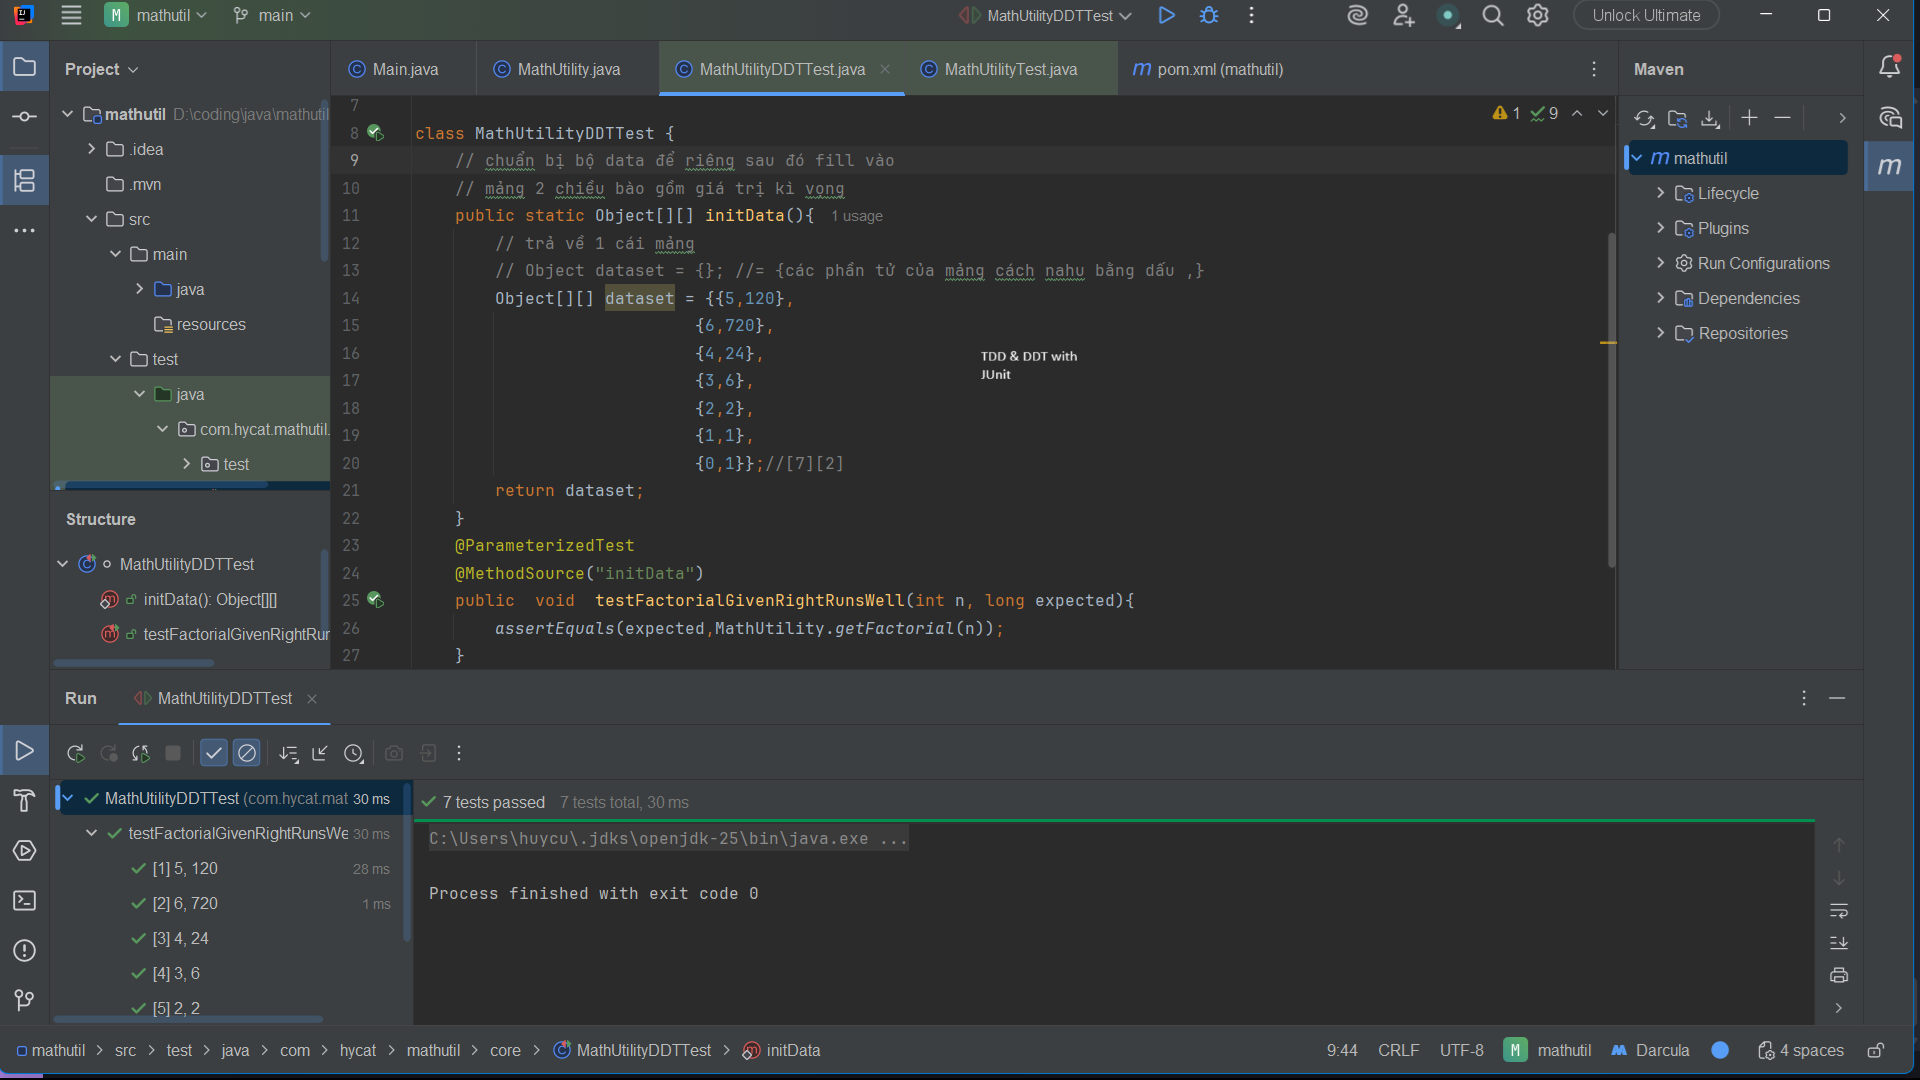 M mathutil main MathUtilityDDTTest Unlock Ultimate
Project
Main.java MathUtility.java MathUtilityDDTTest.java MathUtilityTest.java m pom.xml (mathutil)
Maven
mathutil D:\coding\java\mathutil
.idea
.mvn
src
main
java
resources
test
java
com.hycat.mathutil.
test
Structure
MathUtilityDDTTest
initData(): Object[][]
testFactorialGivenRightRun
1 9
7
8 class MathUtilityDDTTest {
9 // chuẩn bị bộ data để riêng sau đó fill vào
10 // mảng 2 chiều bào gồm giá trị kì vọng
11 public static Object[][] initData(){ 1 usage
12 // trả về 1 cái mảng
13 // Object dataset = {}; //= {các phần tử của mảng cách nahu bằng dấu ,}
14 Object[][] dataset = {{5,120},
15 {6,720},
16 {4,24},
17 {3,6},
18 {2,2},
19 {1,1},
20 {0,1}};//[7][2]
21 return dataset;
22 }
23 @ParameterizedTest
24 @MethodSource("initData")
25 public void testFactorialGivenRightRunsWell(int n, long expected){
26 assertEquals(expected,MathUtility.getFactorial(n));
27 }
TDD & DDT with
JUnit
m mathutil
Lifecycle
Plugins
Run Configurations
Dependencies
Repositories
m
Run MathUtilityDDTTest
MathUtilityDDTTest (com.hycat.mat 30 ms
testFactorialGivenRightRunsWe 30 ms
[1] 5, 120 28 ms
[2] 6, 720 1 ms
[3] 4, 24
[4] 3, 6
[5] 2, 2
7 tests passed 7 tests total, 30 ms
C:\Users\huycu\.jdks\openjdk-25\bin\java.exe ...
Process finished with exit code 0
mathutil > src > test > java > com > hycat > mathutil > core > MathUtilityDDTTest > initData
9:44 CRLF UTF-8 M mathutil Darcula 4 spaces